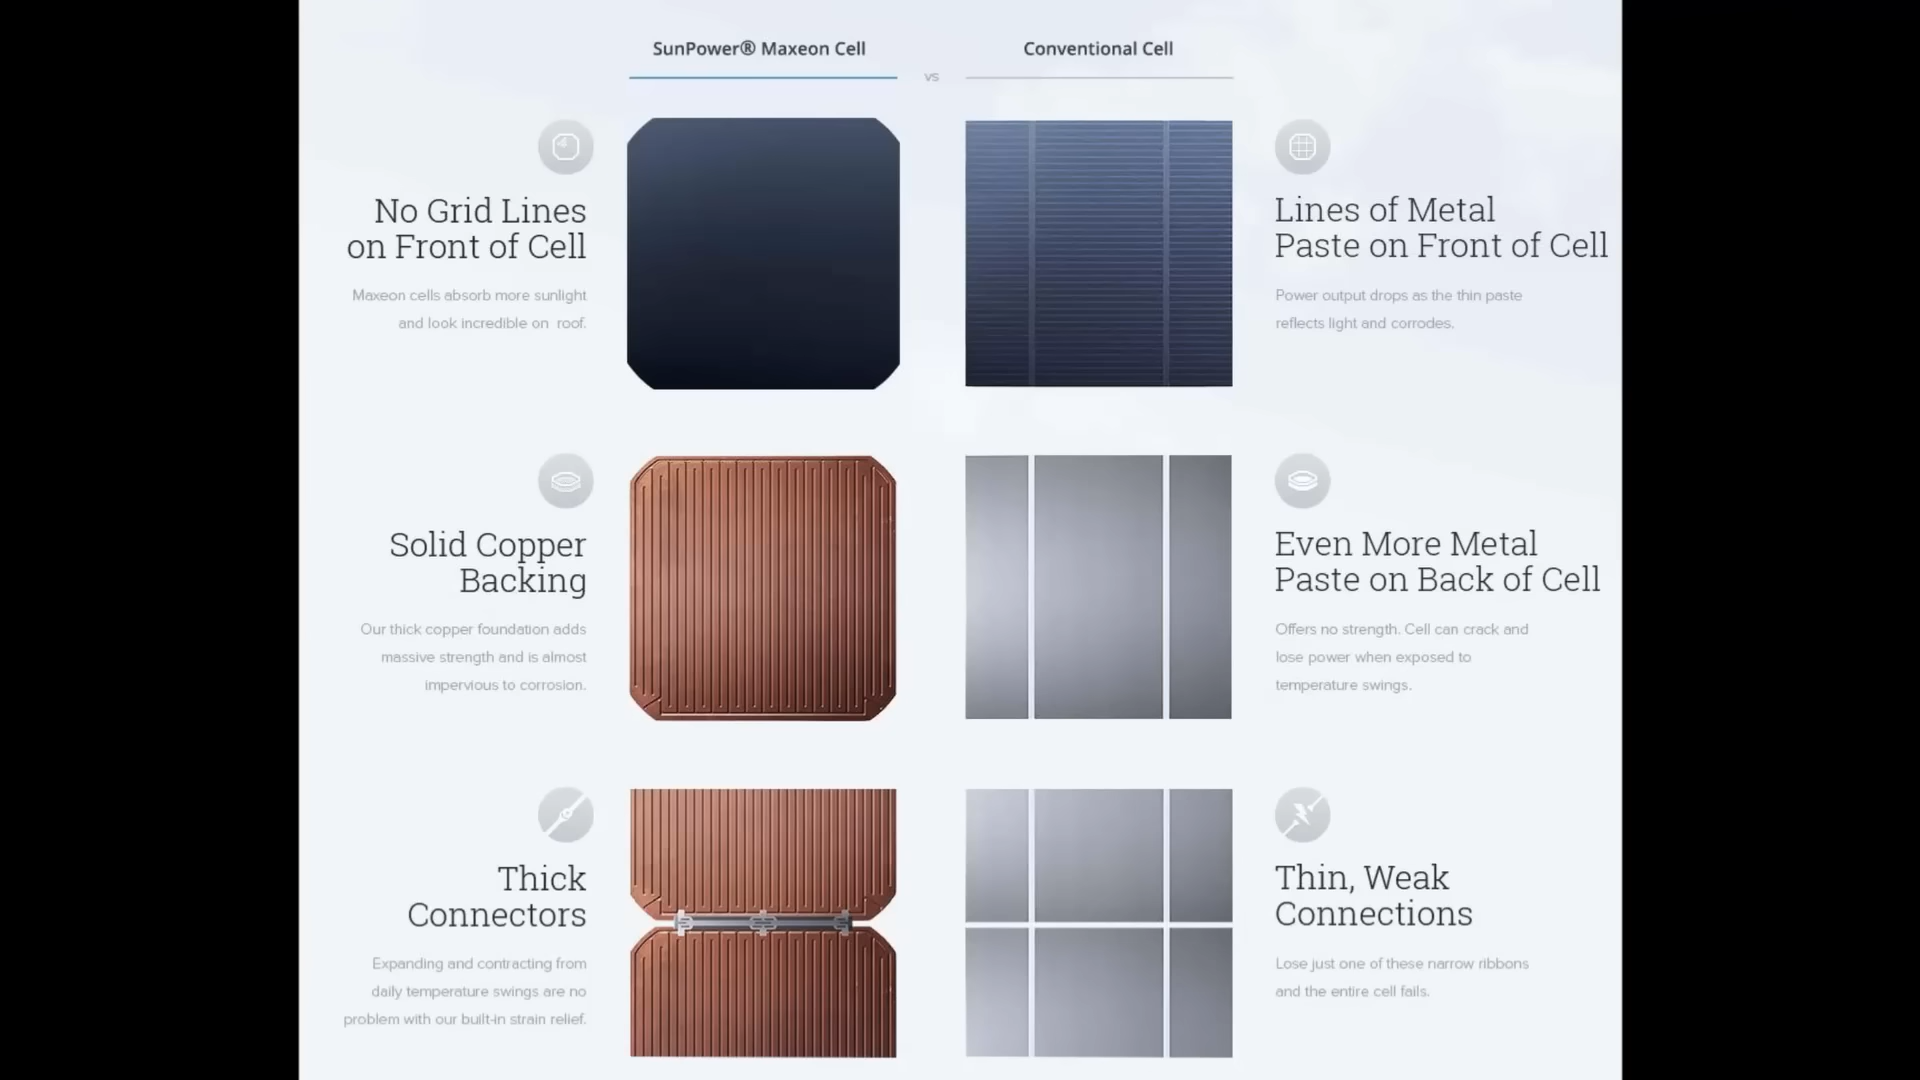 SunPower® Maxeon Cell
vs
Conventional Cell
No Grid Lines
on Front of Cell
Maxeon cells absorb more sunlight
and look incredible on roof.
Lines of Metal
Paste on Front of Cell
Power output drops as the thin paste
reflects light and corrodes.
Solid Copper
Backing
Our thick copper foundation adds
massive strength and is almost
impervious to corrosion.
Even More Metal
Paste on Back of Cell
Offers no strength. Cell can crack and
lose power when exposed to
temperature swings.
Thick
Connectors
Expanding and contracting from
daily temperature swings are no
problem with our built-in strain relief.
Thin, Weak
Connections
Lose just one of these narrow ribbons
and the entire cell fails.